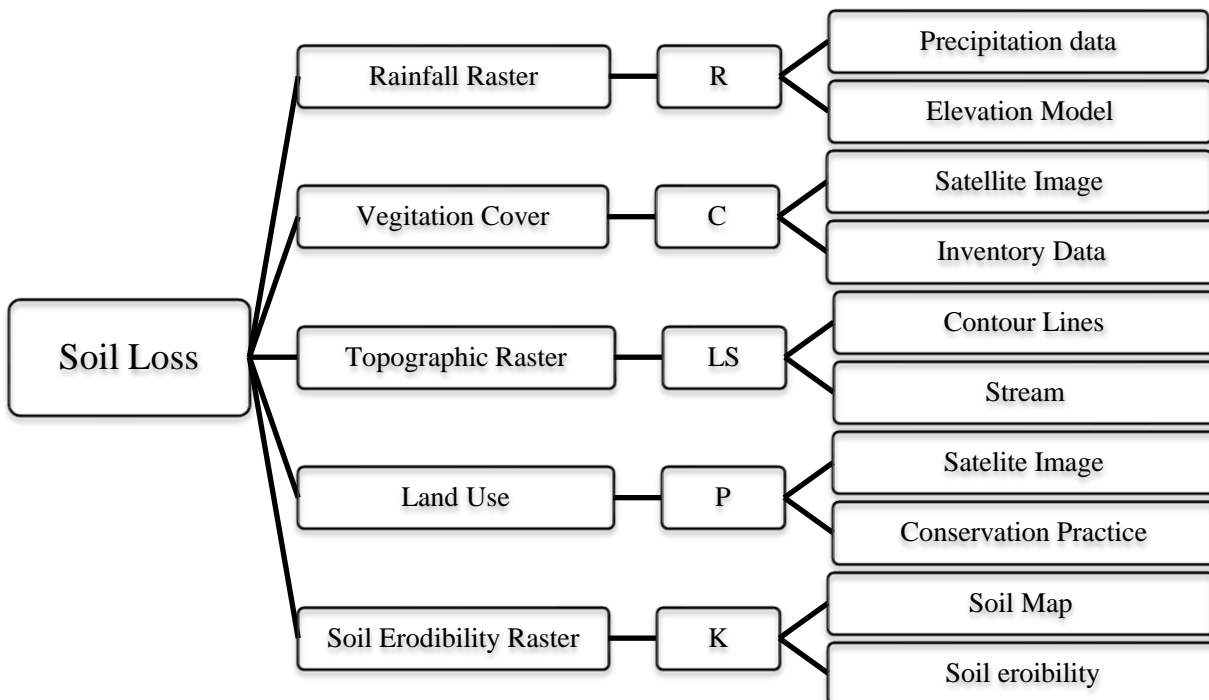 Soil Loss
Rainfall Raster
R
Precipitation data
Elevation Model
Vegitation Cover
C
Satellite Image
Inventory Data
Topographic Raster
LS
Contour Lines
Stream
Land Use
P
Satelite Image
Conservation Practice
Soil Erodibility Raster
K
Soil Map
Soil eroibility